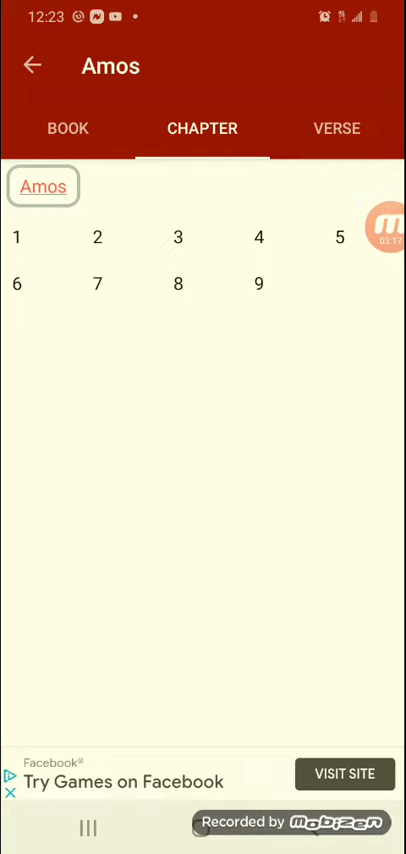 12:23
Amos
BOOK CHAPTER VERSE
Amos
1 2 3 4 5
03:17
6 7 8 9
Facebook®
Try Games on Facebook
VISIT SITE
Recorded by mobizen